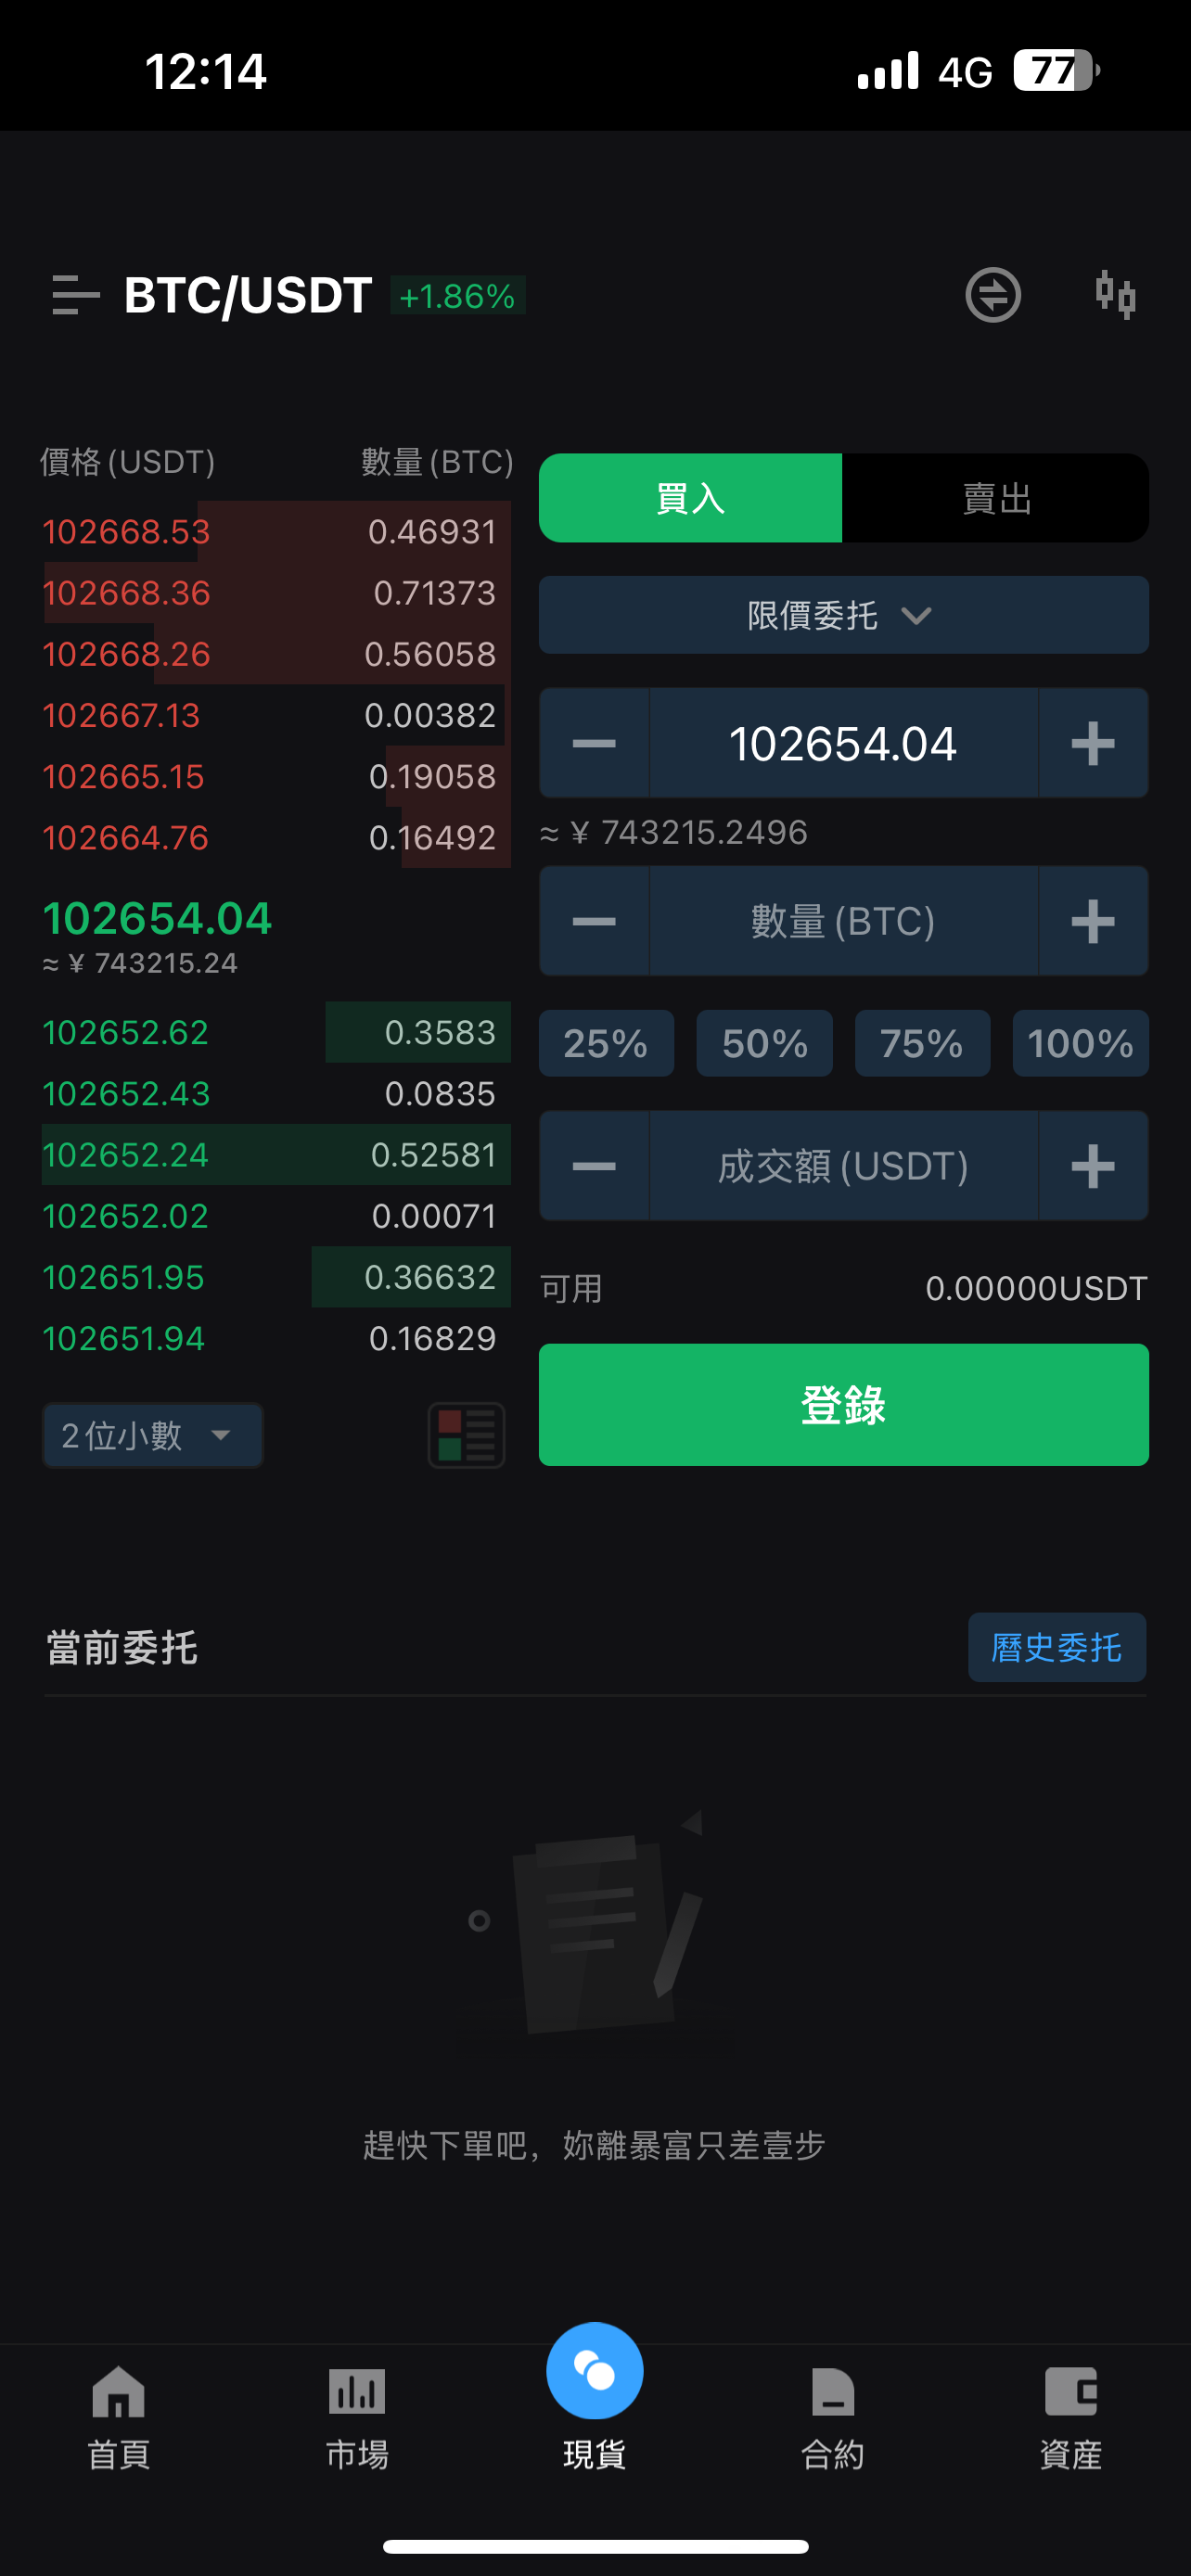 12:14
4G
77
BTC/USDT +1.86%
價格(USDT) 數量(BTC)
102668.53 0.46931
102668.36 0.71373
102668.26 0.56058
102667.13 0.00382
102665.15 0.19058
102664.76 0.16492
102654.04
≈ ¥ 743215.24
102652.62 0.3583
102652.43 0.0835
102652.24 0.52581
102652.02 0.00071
102651.95 0.36632
102651.94 0.16829
2位小數
買入 賣出
限價委托
102654.04
≈ ¥ 743215.2496
數量(BTC)
25% 50% 75% 100%
成交額(USDT)
可用 0.00000USDT
登錄
當前委托 曆史委托
趕快下單吧，妳離暴富只差壹步
首頁 市場 現貨 合約 資産